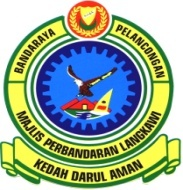 BANDARAYA PELANCONGAN
MAJLIS PERBANDARAN LANGKAWI
KEDAH DARUL AMAN